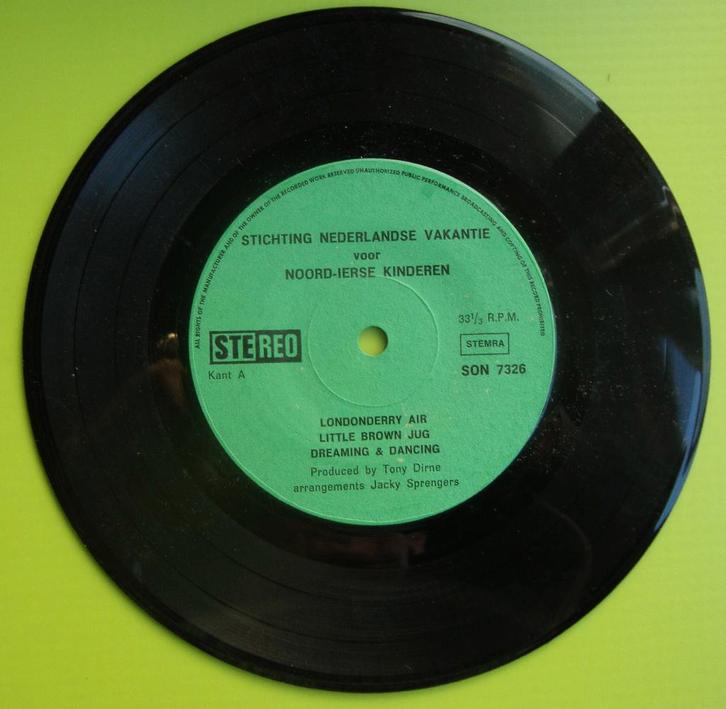 ALL RIGHTS OF THE MANUFACTURER AND OF THE OWNER OF THE RECORDED WORK RESERVED UNAUTHORIZED PUBLIC PERFORMANCE BROADCASTING AND COPYING OF THIS RECORD PROHIBITED
STICHTING NEDERLANDSE VAKANTIE
voor
NOORD-IERSE KINDEREN
33 1/3 R.P.M.
STEREO
STEMRA
Kant A
SON 7326
LONDONDERRY AIR
LITTLE BROWN JUG
DREAMING & DANCING
Produced by Tony Dirne
arrangements Jacky Sprengers